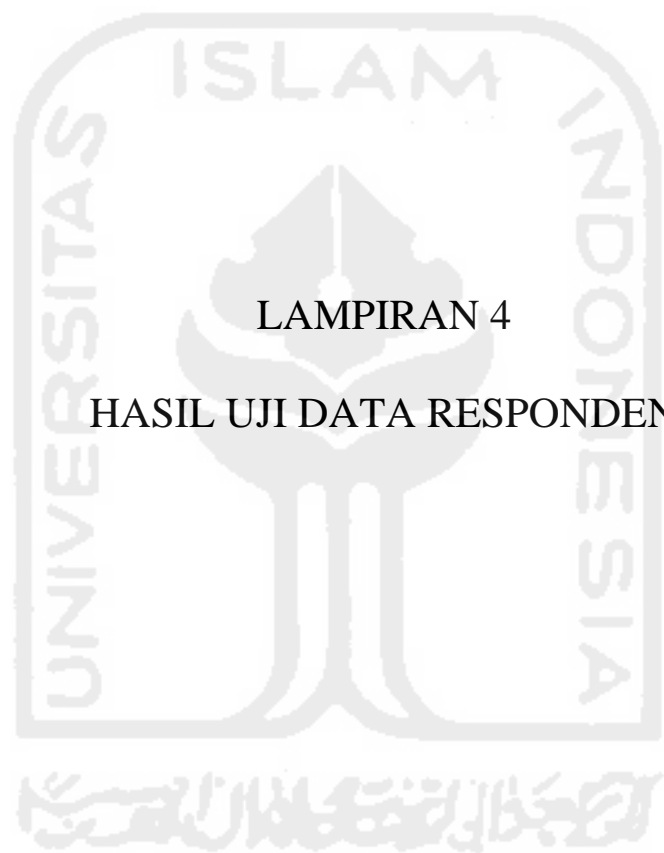 ISLAM
UNIVERSITAS
INDONESIA
LAMPIRAN 4
HASIL UJI DATA RESPONDEN